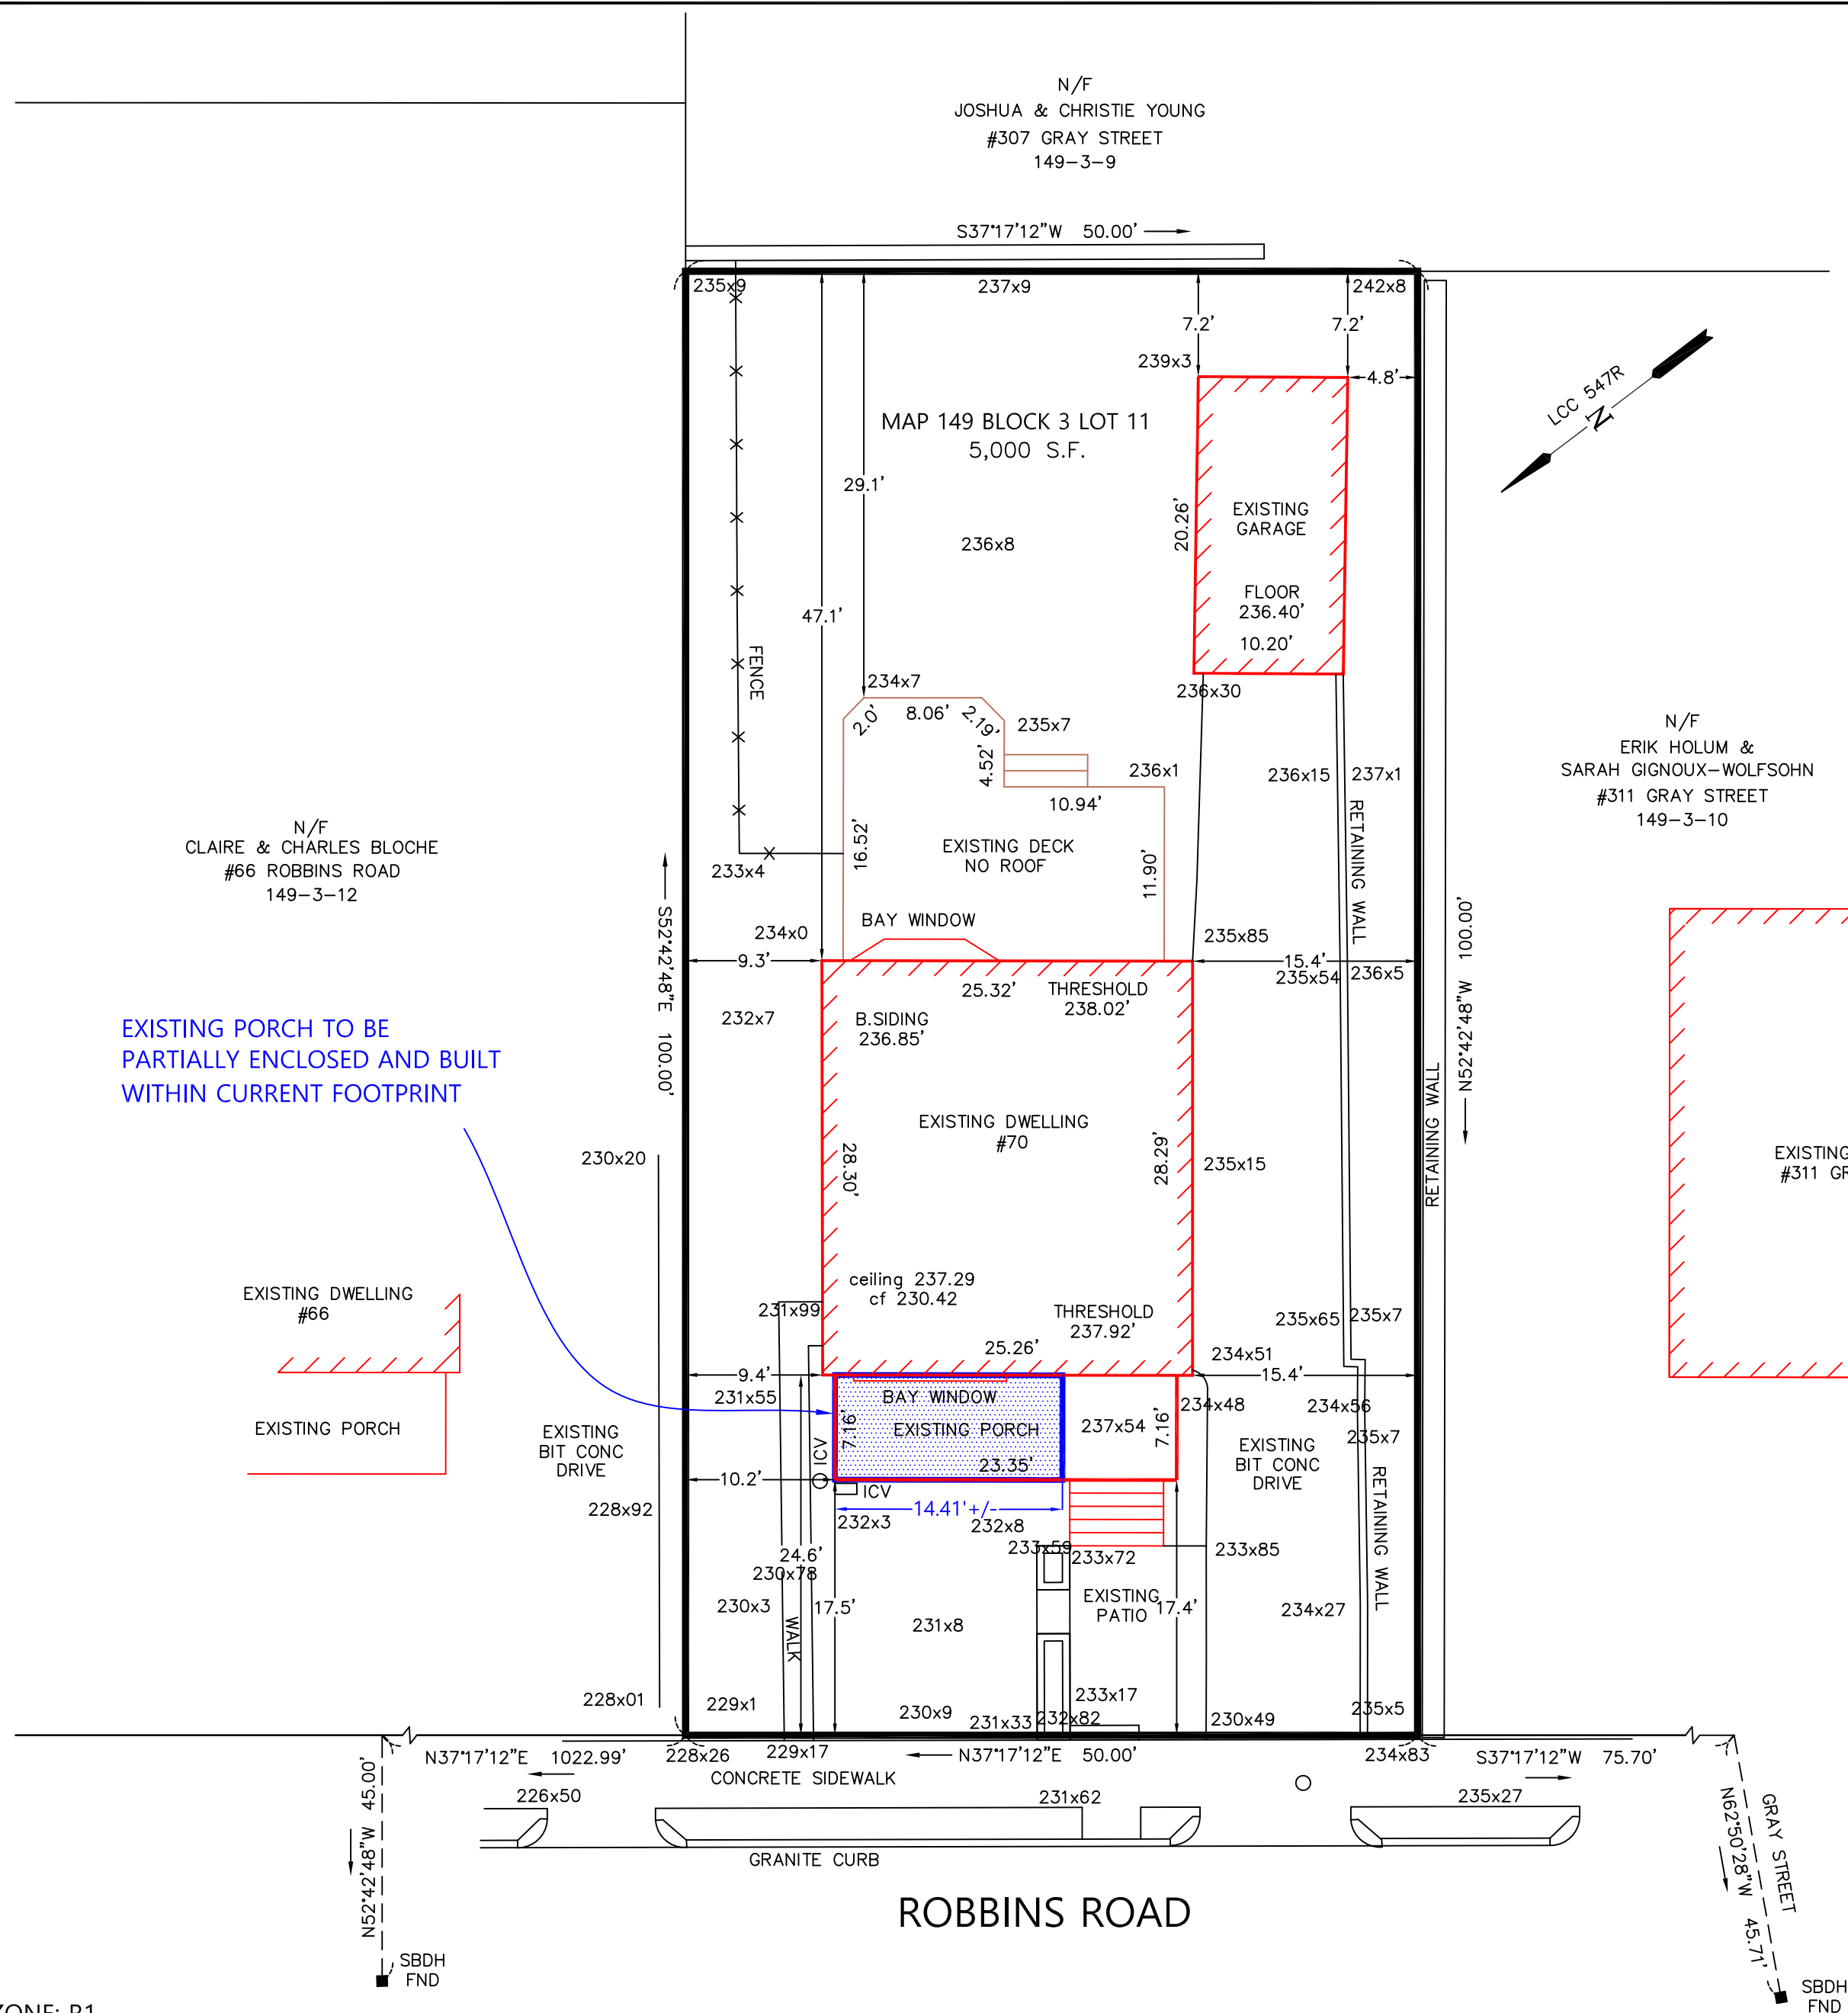 N/F
JOSHUA & CHRISTIE YOUNG
#307 GRAY STREET
149-3-9
S37°17'12"W 50.00'
235x9
237x9
242x8
7.2'
7.2'
239x3
4.8'
LCC 547R
N
MAP 149 BLOCK 3 LOT 11
5,000 S.F.
29.1'
20.26'
EXISTING
GARAGE
236x8
FLOOR
236.40'
10.20'
47.1'
FENCE
234x7
236x30
2.0'
8.06'
2.19'
235x7
4.52'
236x1
236x15
237x1
10.94'
N/F
ERIK HOLUM &
SARAH GIGNOUX-WOLFSOHN
#311 GRAY STREET
149-3-10
N/F
CLAIRE & CHARLES BLOCHE
#66 ROBBINS ROAD
149-3-12
16.52'
EXISTING DECK
NO ROOF
11.90'
RETAINING WALL
233x4
S52°42'48"E 100.00'
BAY WINDOW
234x0
235x85
N52°42'48"W 100.00'
9.3'
15.4'
235x54
236x5
25.32'
THRESHOLD
238.02'
232x7
B.SIDING
236.85'
EXISTING PORCH TO BE
PARTIALLY ENCLOSED AND BUILT
WITHIN CURRENT FOOTPRINT
RETAINING WALL
EXISTING DWELLING
#70
230x20
28.30'
28.29'
235x15
EXISTING
#311 GR
EXISTING DWELLING
#66
ceiling 237.29
cf 230.42
231x99
THRESHOLD
237.92'
235x65
235x7
25.26'
234x51
9.4'
15.4'
231x55
BAY WINDOW
234x48
234x56
EXISTING PORCH
EXISTING
BIT CONC
DRIVE
7.16'
EXISTING PORCH
237x54
7.16'
235x7
EXISTING
BIT CONC
DRIVE
ICV
23.35'
10.2'
ICV
228x92
14.41'+/-
232x3
232x8
RETAINING WALL
233x59
233x72
233x85
24.6'
230x78
230x3
17.5'
EXISTING
PATIO
17.4'
234x27
WALK
231x8
228x01
229x1
230x9
233x17
231x33
232x82
230x49
235x5
N37°17'12"E 1022.99'
228x26
229x17
N37°17'12"E 50.00'
234x83
S37°17'12"W 75.70'
CONCRETE SIDEWALK
226x50
231x62
235x27
N52°42'48"W 45.00'
GRANITE CURB
N62°50'28"W 45.71'
GRAY STREET
ROBBINS ROAD
SBDH
FND
SBDH
FND
ZONE: R1